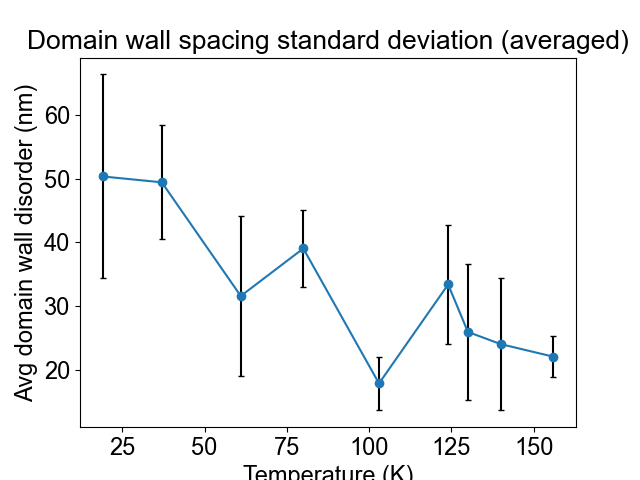 Domain wall spacing standard deviation (averaged)
Avg domain wall disorder (nm)
60
50
40
30
20
25 50 75 100 125 150
Temperature (K)